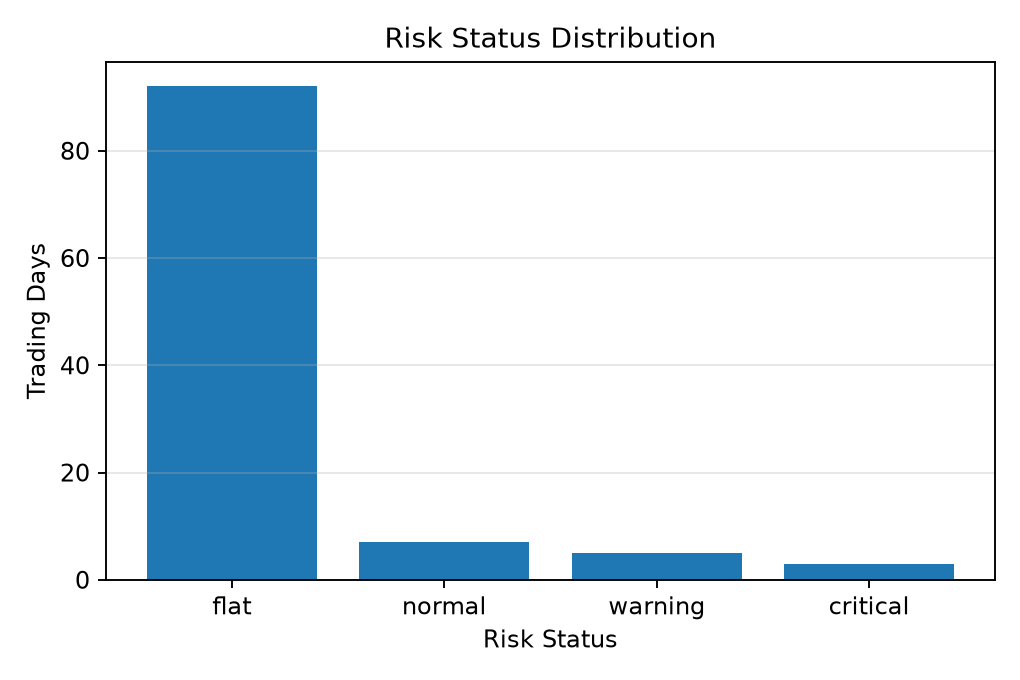 Risk Status Distribution
Trading Days
80
60
40
20
0
flat normal warning critical
Risk Status